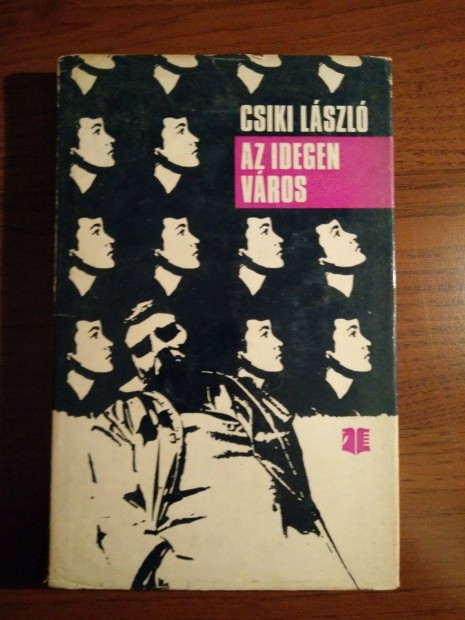 CSIKI LÁSZLÓ
AZ IDEGEN
VÁROS